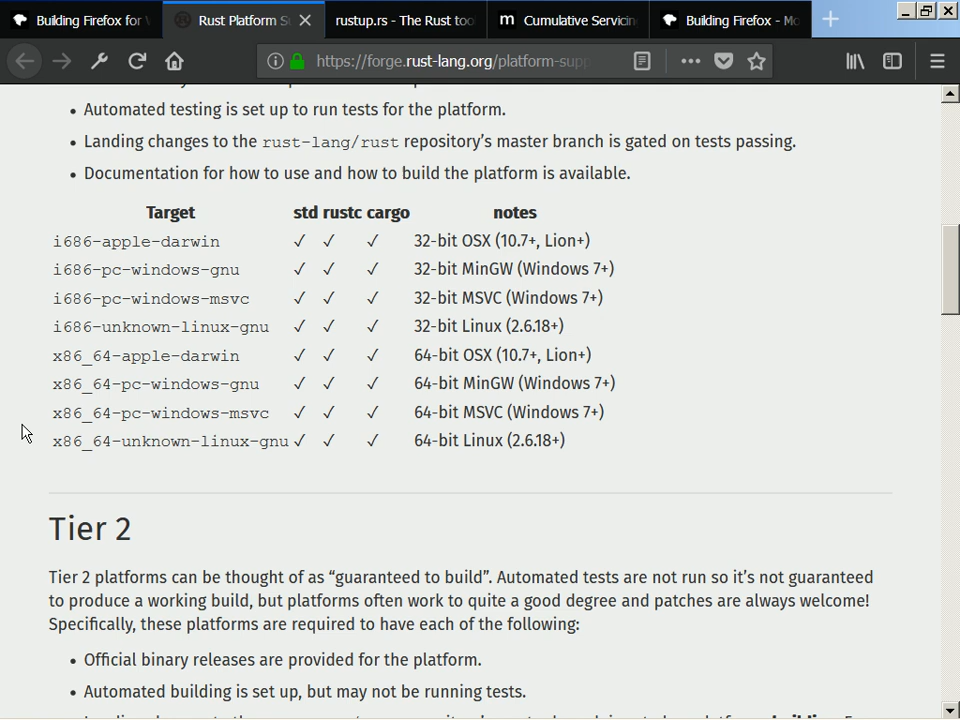 Building Firefox for
Rust Platform Su
rustup.rs - The Rust too
Cumulative Servicin
Building Firefox - Mo
https://forge.rust-lang.org/platform-supp
• Automated testing is set up to run tests for the platform.
• Landing changes to the rust-lang/rust repository's master branch is gated on tests passing.
• Documentation for how to use and how to build the platform is available.
Target std rustc cargo notes
i686-apple-darwin ✓ ✓ ✓ 32-bit OSX (10.7+, Lion+)
i686-pc-windows-gnu ✓ ✓ ✓ 32-bit MinGW (Windows 7+)
i686-pc-windows-msvc ✓ ✓ ✓ 32-bit MSVC (Windows 7+)
i686-unknown-linux-gnu ✓ ✓ ✓ 32-bit Linux (2.6.18+)
x86_64-apple-darwin ✓ ✓ ✓ 64-bit OSX (10.7+, Lion+)
x86_64-pc-windows-gnu ✓ ✓ ✓ 64-bit MinGW (Windows 7+)
x86_64-pc-windows-msvc ✓ ✓ ✓ 64-bit MSVC (Windows 7+)
x86_64-unknown-linux-gnu ✓ ✓ ✓ 64-bit Linux (2.6.18+)
Tier 2
Tier 2 platforms can be thought of as “guaranteed to build”. Automated tests are not run so it’s not guaranteed
to produce a working build, but platforms often work to quite a good degree and patches are always welcome!
Specifically, these platforms are required to have each of the following:
• Official binary releases are provided for the platform.
• Automated building is set up, but may not be running tests.